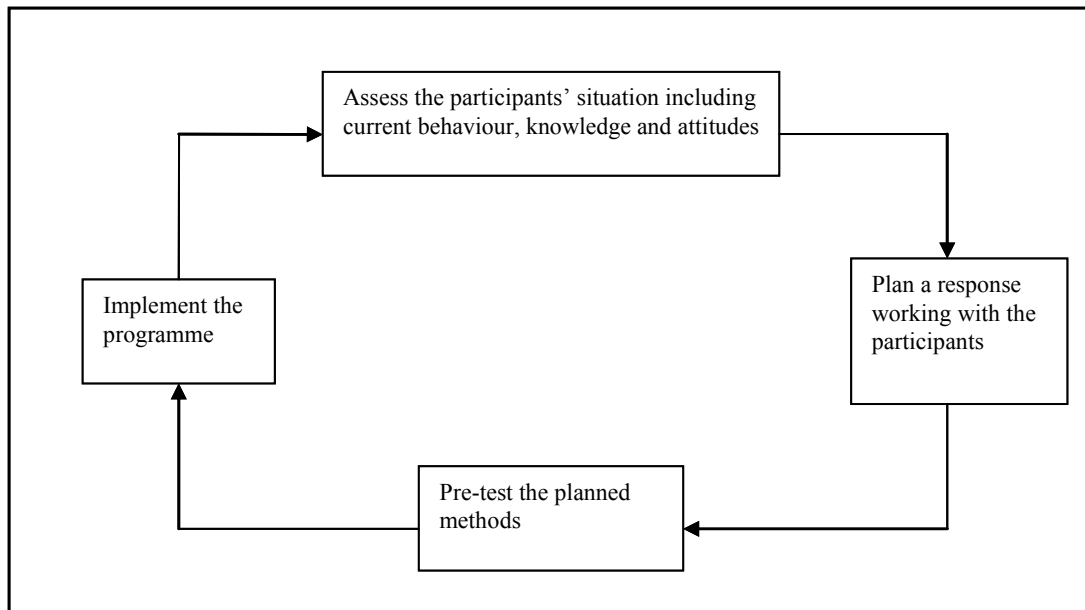 Assess the participants’ situation including
current behaviour, knowledge and attitudes
Plan a response
working with the
participants
Pre-test the planned
methods
Implement the
programme